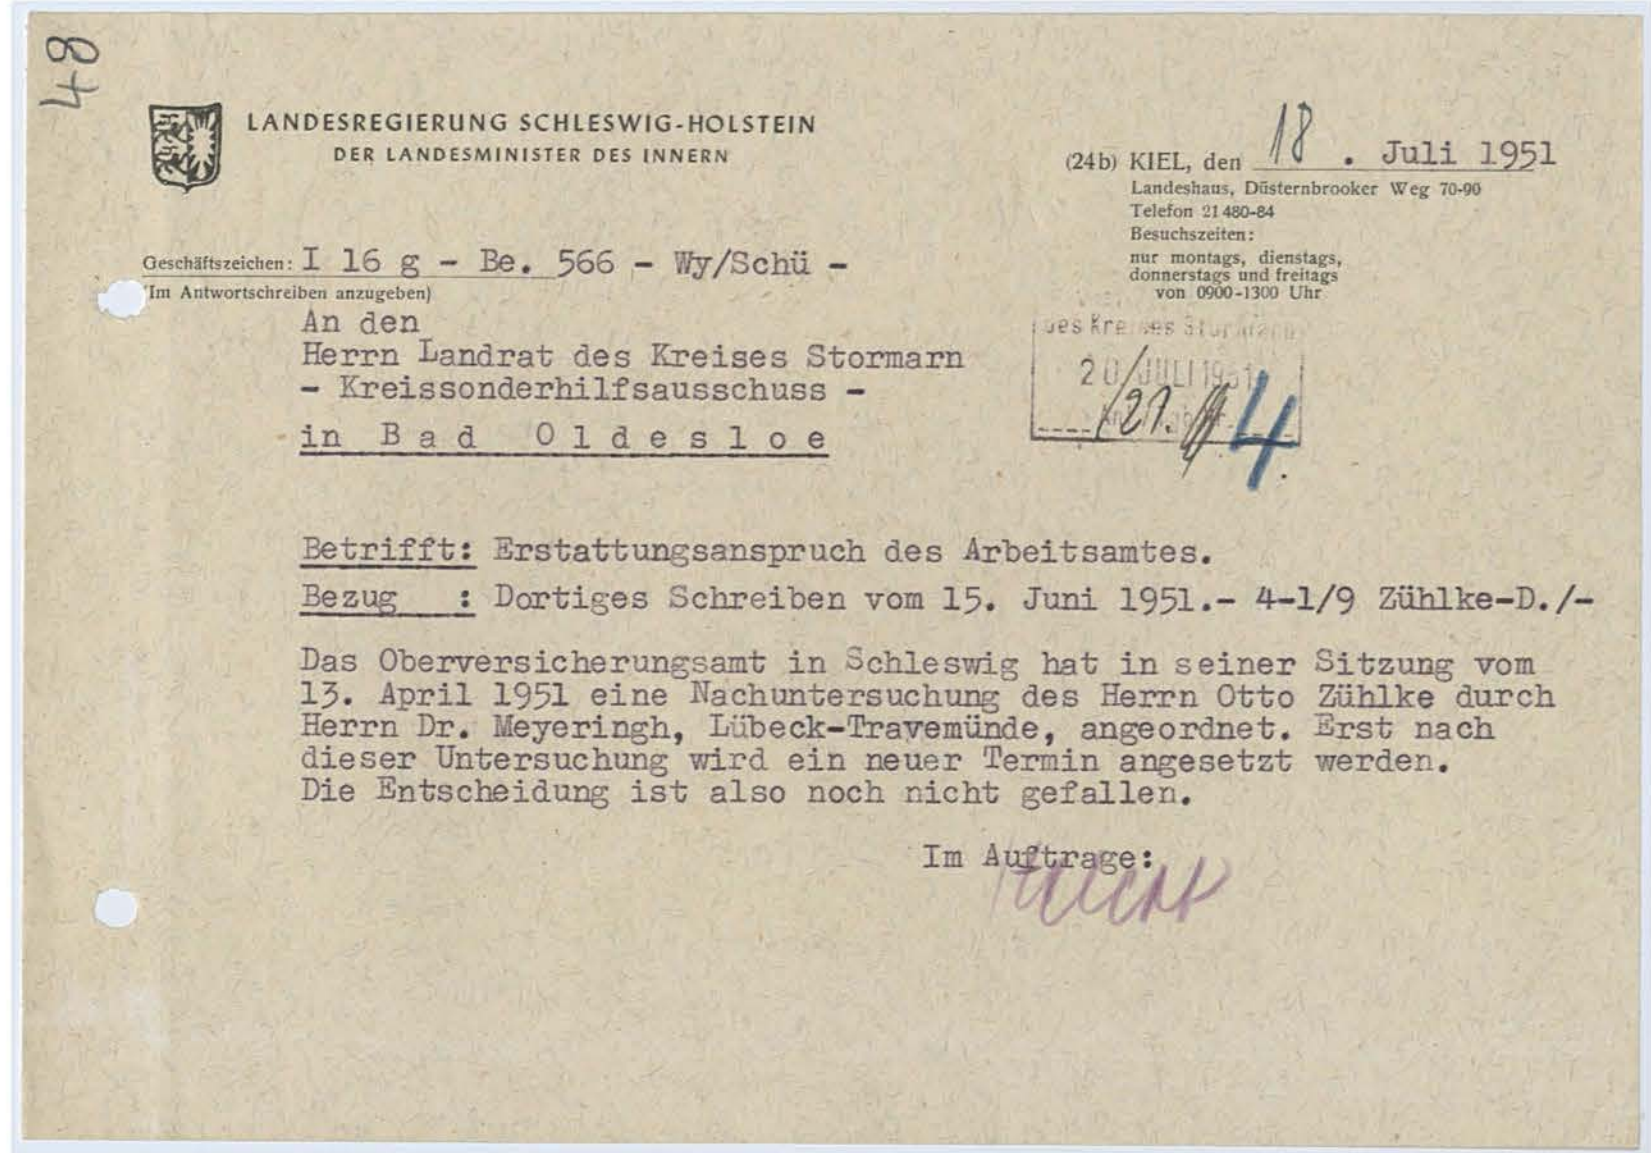 48
LANDESREGIERUNG SCHLESWIG-HOLSTEIN
DER LANDESMINISTER DES INNERN
(24b) KIEL, den 18. Juli 1951
Landeshaus, Düsternbrooker Weg 70-90
Telefon 21 480-84
Besuchszeiten:
nur montags, dienstags,
donnerstags und freitags
von 0900-1300 Uhr
Geschäftszeichen: I 16 g - Be. 566 - Wy/Schü -
(Im Antwortschreiben anzugeben)
An den
Herrn Landrat des Kreises Stormarn
- Kreissonderhilfsausschuss -
in Bad Oldesloe
des Kreises Stormarn
20. JULI 1951
21.
4
Betrifft: Erstattungsanspruch des Arbeitsamtes.
Bezug : Dortiges Schreiben vom 15. Juni 1951.- 4-1/9 Zühlke-D./-
Das Oberversicherungsamt in Schleswig hat in seiner Sitzung vom
13. April 1951 eine Nachuntersuchung des Herrn Otto Zühlke durch
Herrn Dr. Meyeringh, Lübeck-Travemünde, angeordnet. Erst nach
dieser Untersuchung wird ein neuer Termin angesetzt werden.
Die Entscheidung ist also noch nicht gefallen.
Im Auftrage: